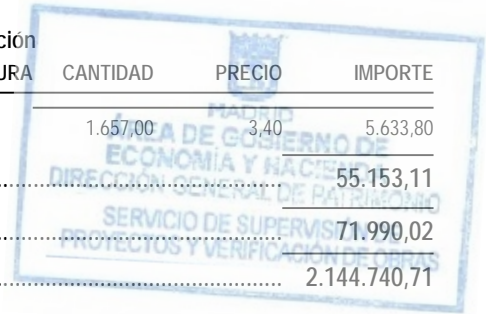 ción
URA CANTIDAD PRECIO IMPORTE
MADRID
1.657,00 3,40 5.633,80
ÁREA DE GOBIERNO DE
ECONOMÍA Y HACIENDA
55.153,11
DIRECCIÓN GENERAL DE PATRIMONIO
SERVICIO DE SUPERVISIÓN DE
71.990,02
PROYECTOS Y VERIFICACIÓN DE OBRAS
2.144.740,71